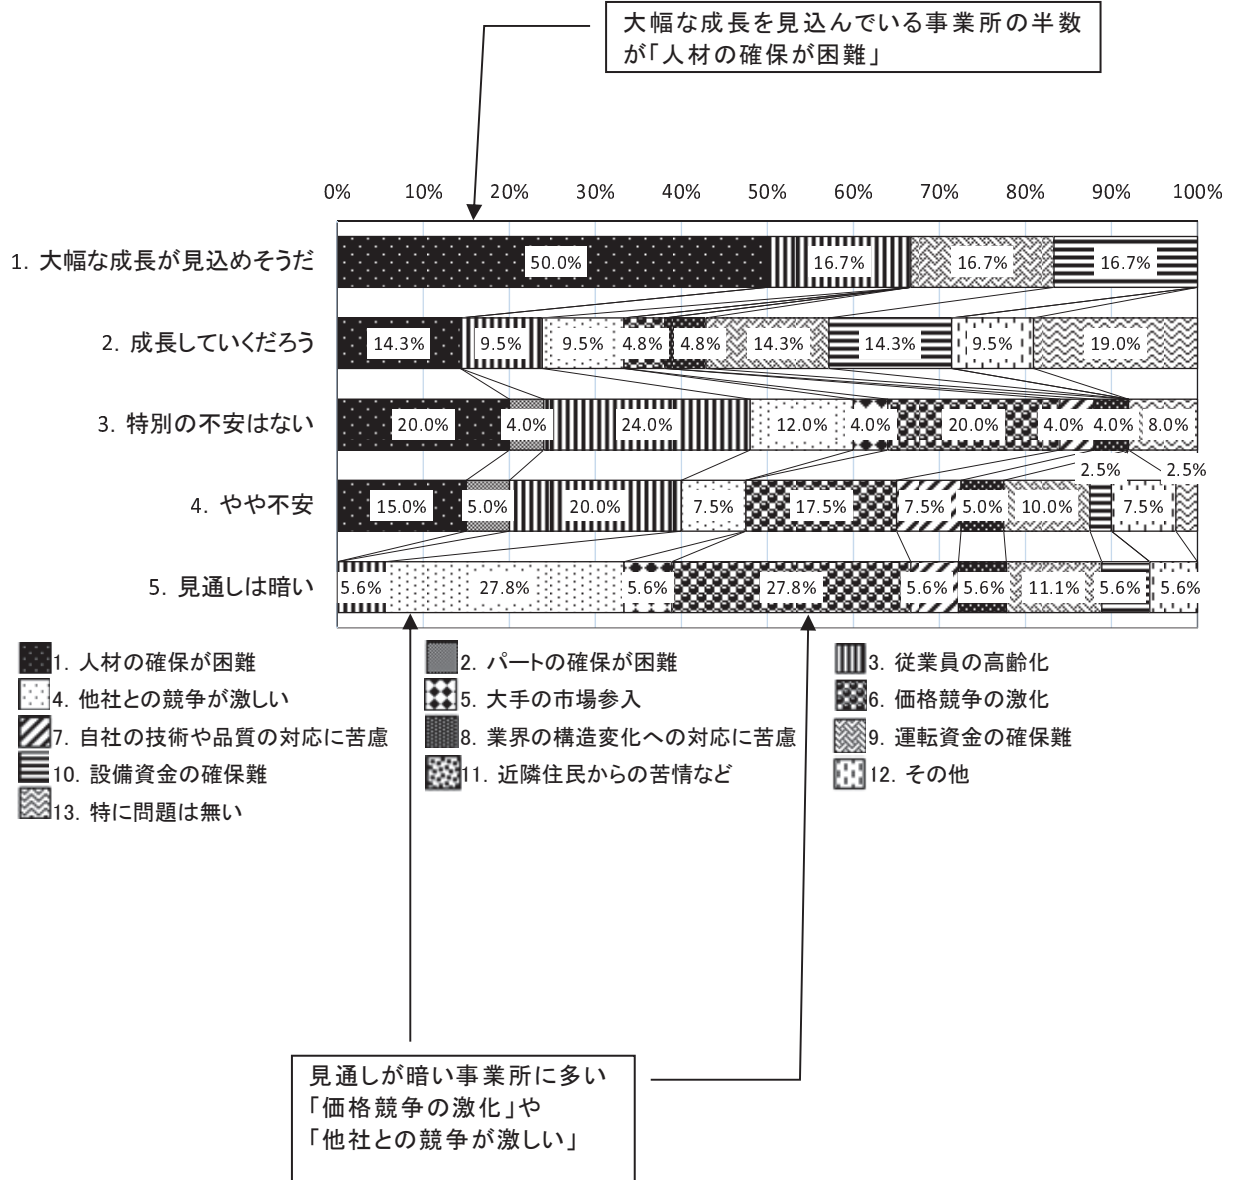 大幅な成長を見込んでいる事業所の半数
が「人材の確保が困難」
0% 10% 20% 30% 40% 50% 60% 70% 80% 90% 100%
1. 大幅な成長が見込めそうだ 50.0% 16.7% 16.7% 16.7%
2. 成長していくだろう 14.3% 9.5% 9.5% 4.8% 4.8% 14.3% 14.3% 9.5% 19.0%
3. 特別の不安はない 20.0% 4.0% 24.0% 12.0% 4.0% 20.0% 4.0% 4.0% 8.0%
2.5% 2.5%
4. やや不安 15.0% 5.0% 20.0% 7.5% 17.5% 7.5% 5.0% 10.0% 7.5%
5. 見通しは暗い 5.6% 27.8% 5.6% 27.8% 5.6% 5.6% 11.1% 5.6% 5.6%
1. 人材の確保が困難 2. パートの確保が困難 3. 従業員の高齢化
4. 他社との競争が激しい 5. 大手の市場参入 6. 価格競争の激化
7. 自社の技術や品質の対応に苦慮 8. 業界の構造変化への対応に苦慮 9. 運転資金の確保難
10. 設備資金の確保難 11. 近隣住民からの苦情など 12. その他
13. 特に問題は無い
見通しが暗い事業所に多い
「価格競争の激化」や
「他社との競争が激しい」